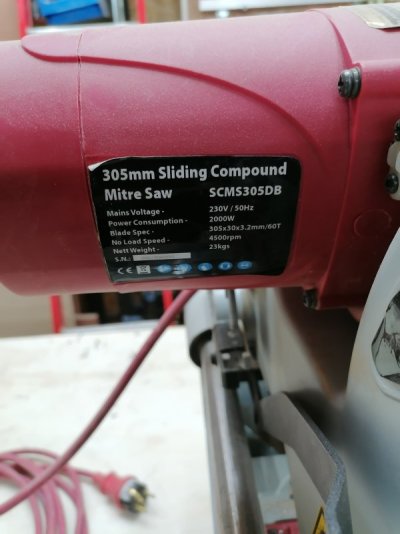 305mm Sliding Compound
Mitre Saw SCMS305DB
Mains Voltage - 230V / 50Hz
Power Consumption - 2000W
Blade Spec - 305x30x3.2mm/60T
No Load Speed - 4500rpm
Nett Weight - 23kgs
S.N.:
CE